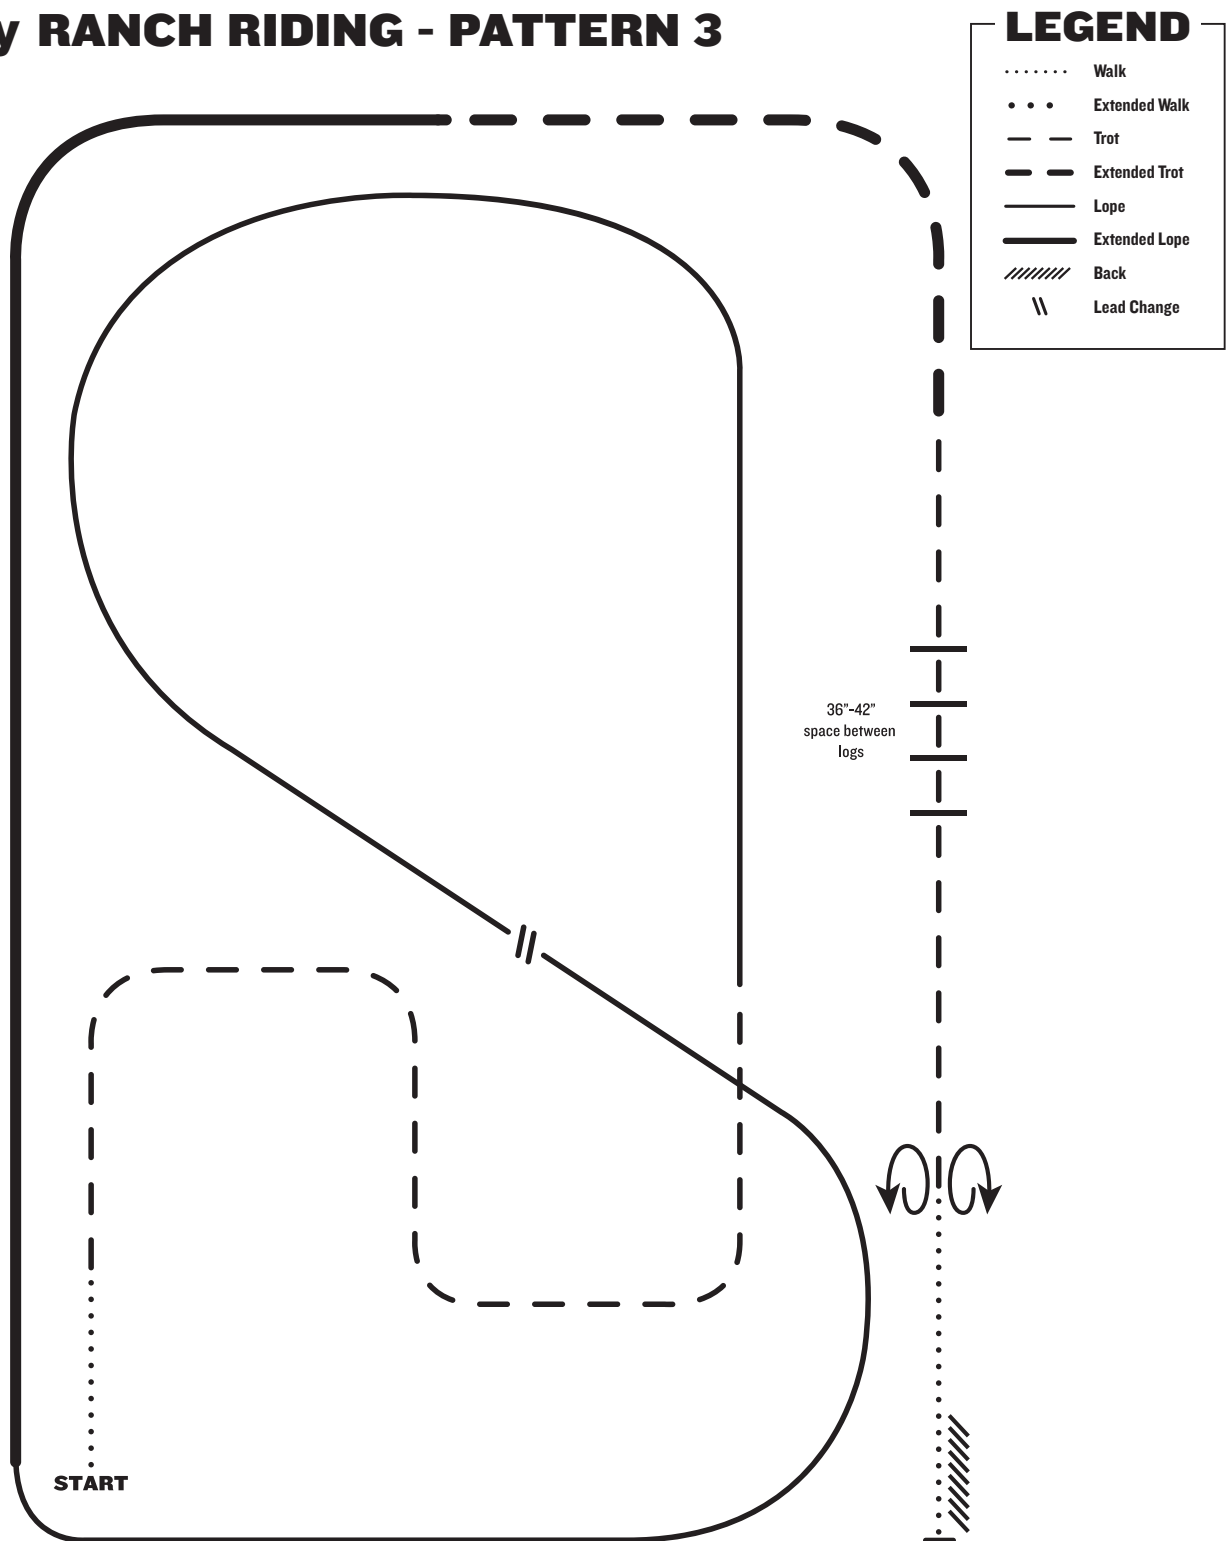 y RANCH RIDING - PATTERN 3
LEGEND
Walk
Extended Walk
Trot
Extended Trot
Lope
Extended Lope
Back
Lead Change
36”-42”
space between
logs
START